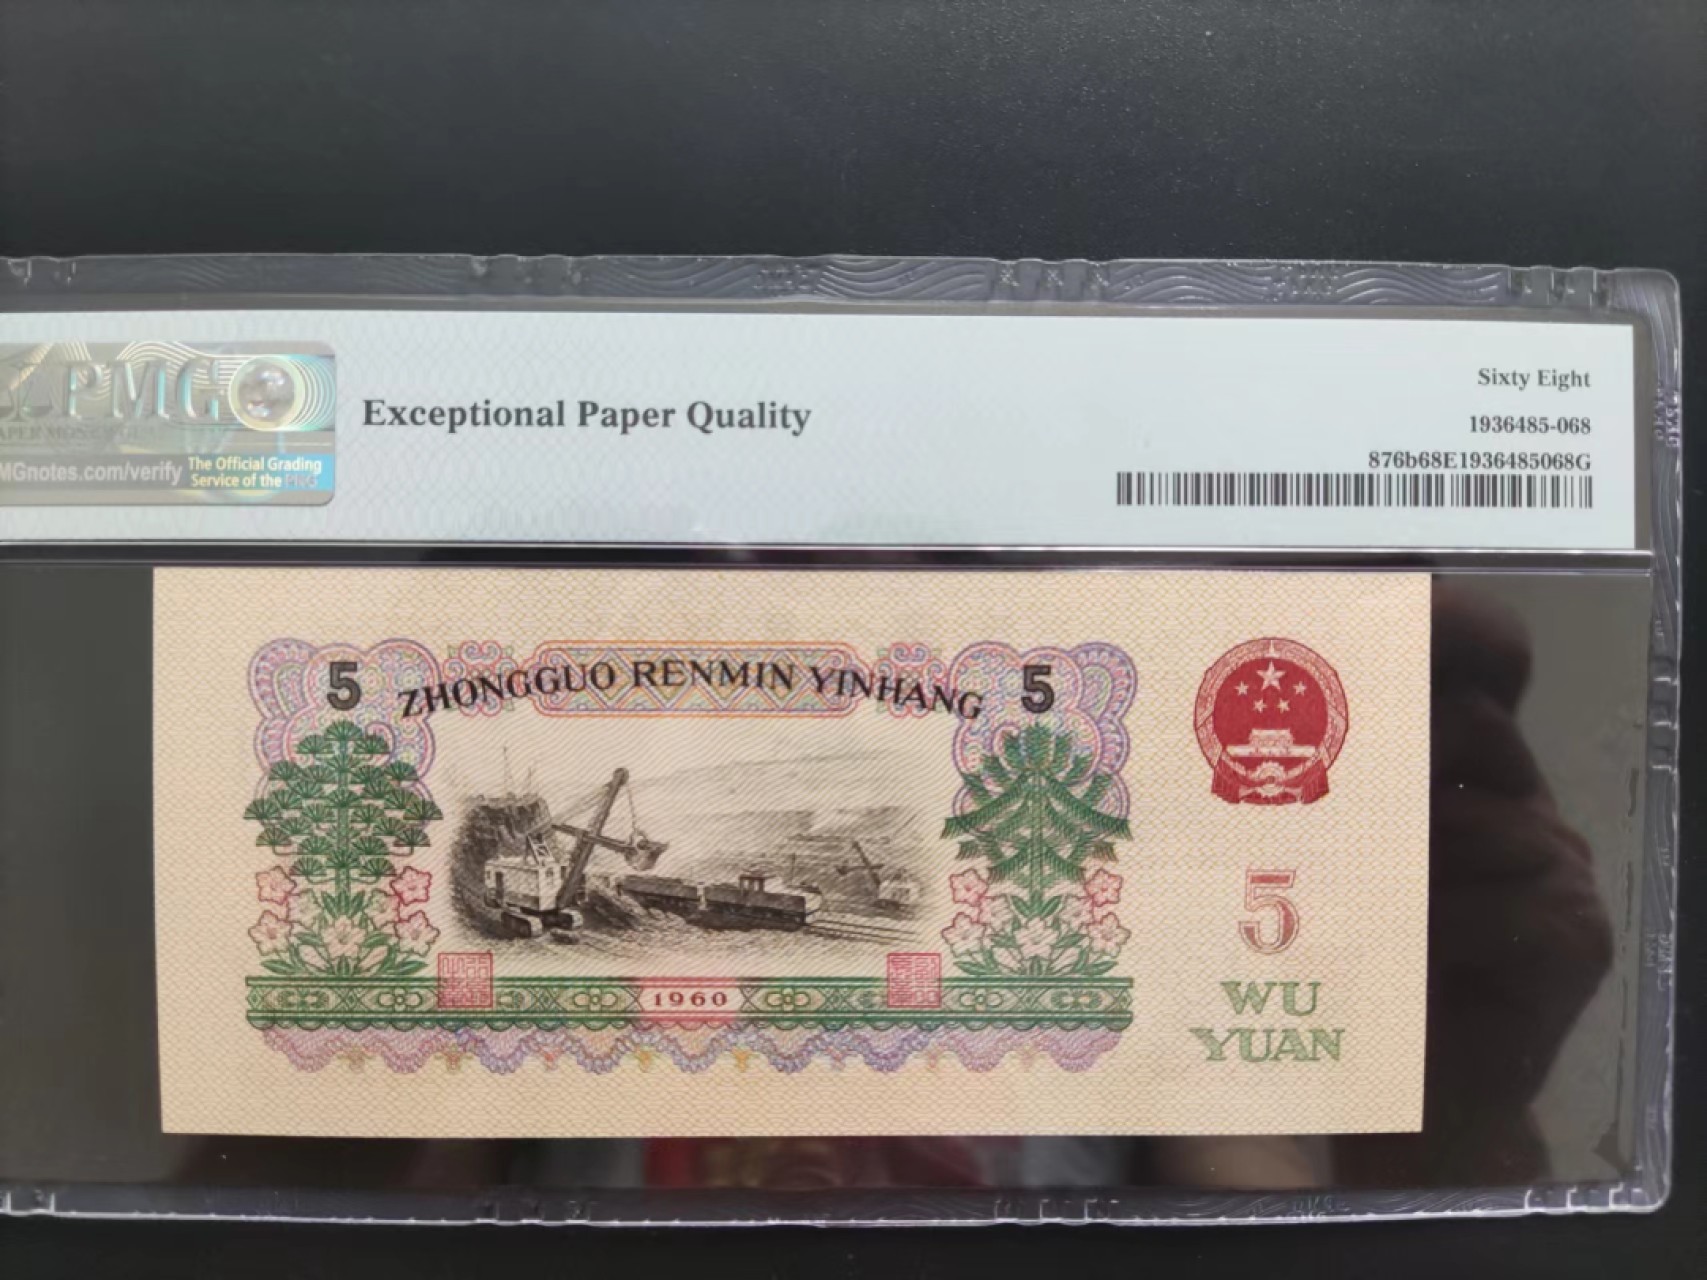 PMG
MGnotes.com/verify
The Official Grading
Service of the PNG
Exceptional Paper Quality
Sixty Eight
1936485-068
876b68E1936485068G
5 ZHONGGUO RENMIN YINHANG 5
1960
5
WU
YUAN